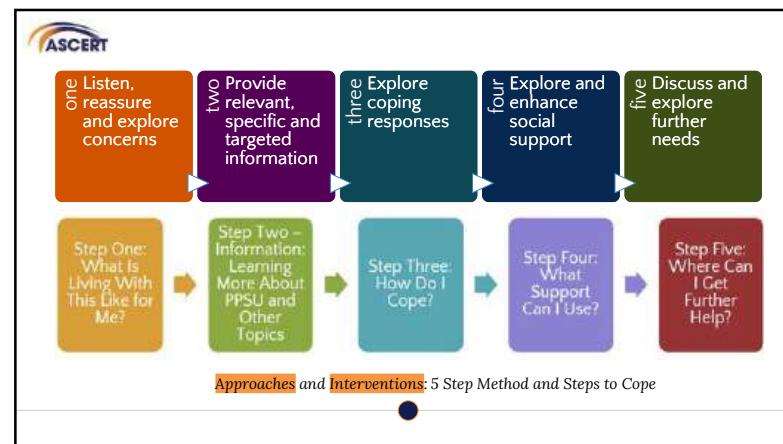 ASCERT
one
Listen,
reassure
and explore
concerns
two
Provide
relevant,
specific and
targeted
information
three
Explore
coping
responses
four
Explore and
enhance
social
support
five
Discuss and
explore
further
needs
Step One:
What Is
Living With
This Like for
Me?
Step Two –
Information:
Learning
More About
PPSU and
Other
Topics
Step Three:
How Do I
Cope?
Step Four:
What
Support
Can I Use?
Step Five:
Where Can
I Get
Further
Help?
Approaches and Interventions: 5 Step Method and Steps to Cope